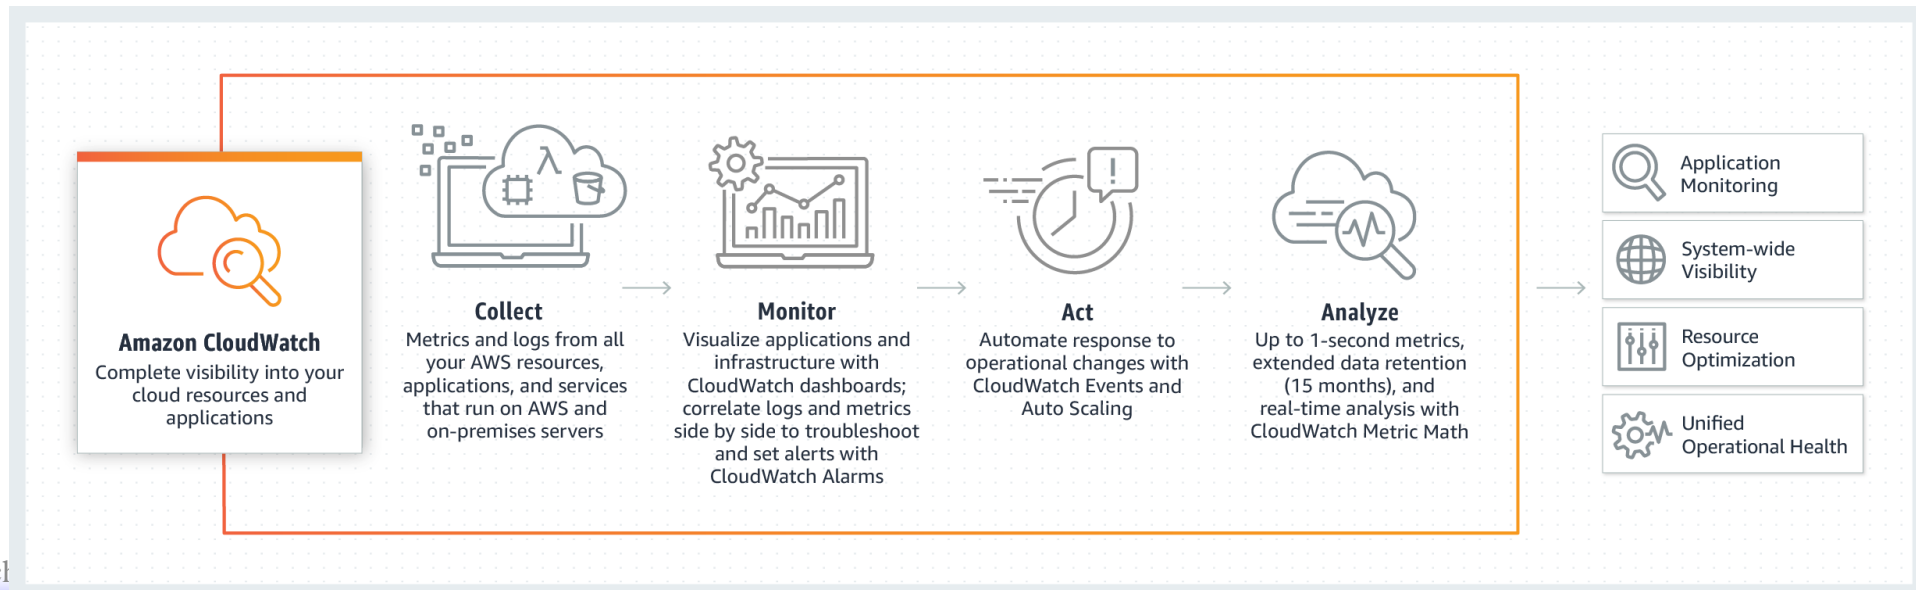 Amazon CloudWatch
Complete visibility into your
cloud resources and
applications
Collect
Metrics and logs from all
your AWS resources,
applications, and services
that run on AWS and
on-premises servers
Monitor
Visualize applications and
infrastructure with
CloudWatch dashboards;
correlate logs and metrics
side by side to troubleshoot
and set alerts with
CloudWatch Alarms
Act
Automate response to
operational changes with
CloudWatch Events and
Auto Scaling
Analyze
Up to 1-second metrics,
extended data retention
(15 months), and
real-time analysis with
CloudWatch Metric Math
Application
Monitoring
System-wide
Visibility
Resource
Optimization
Unified
Operational Health